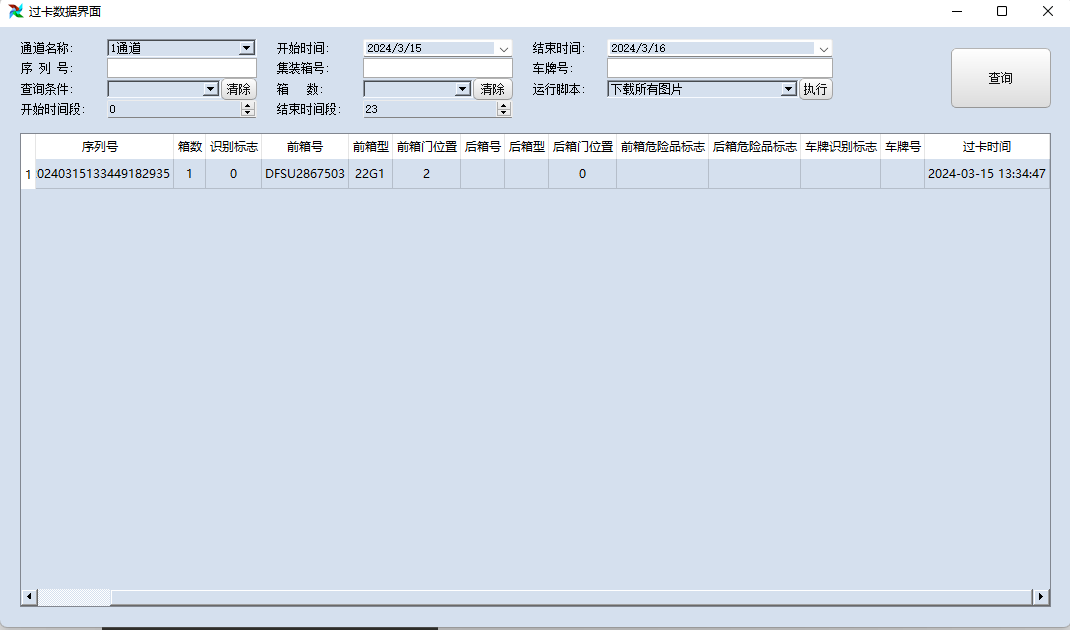 过卡数据界面
通道名称: 1通道 开始时间: 2024/3/15 结束时间: 2024/3/16
序 列 号: 集装箱号: 车牌号:
查询条件: 清除 箱 数: 清除 运行脚本: 下载所有图片 执行
开始时间段: 0 结束时间段: 23
查询
序列号 箱数 识别标志 前箱号 前箱型 前箱门位置 后箱号 后箱型 后箱门位置 前箱危险品标志 后箱危险品标志 车牌识别标志 车牌号 过卡时间
1 0240315133449182935 1 0 DFSU2867503 22G1 2 0 2024-03-15 13:34:47